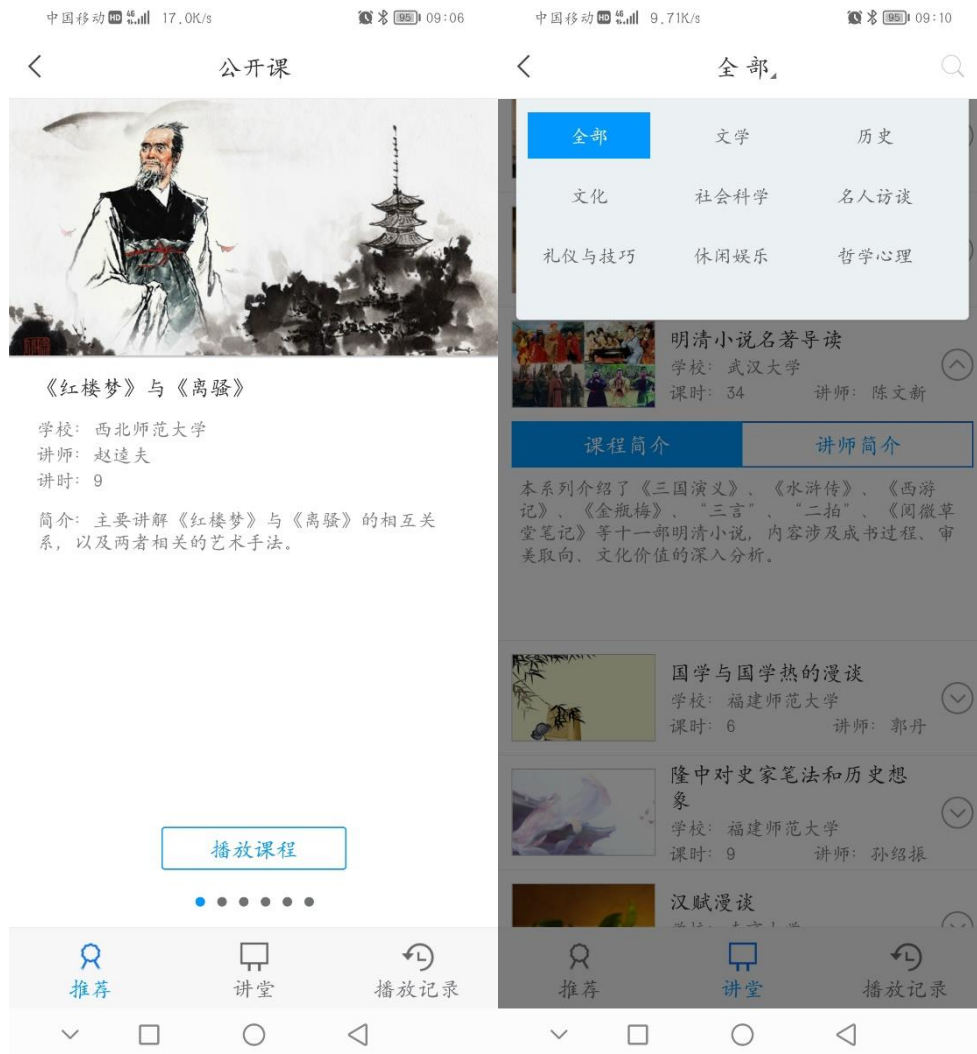 中国移动 HD 46 17.0K/s 95 09:06
公开课
《红楼梦》与《离骚》
学校: 西北师范大学
讲师: 赵逵夫
讲时: 9
简介: 主要讲解《红楼梦》与《离骚》的相互关
系, 以及两者相关的艺术手法。
播放课程
推荐 讲堂 播放记录
中国移动 HD 46 9.71K/s 95 09:10
全部
全部 文学 历史
文化 社会科学 名人访谈
礼仪与技巧 休闲娱乐 哲学心理
明清小说名著导读
学校: 武汉大学
课时: 34 讲师: 陈文新
课程简介 讲师简介
本系列介绍了《三国演义》、《水浒传》、《西游
记》、《金瓶梅》、“三言”、“二拍”、《阅微草
堂笔记》等十一部明清小说, 内容涉及成书过程、审
美取向、文化价值的深入分析。
国学与国学热的漫谈
学校: 福建师范大学
课时: 6 讲师: 郭丹
隆中对史家笔法和历史想
象
学校: 福建师范大学
课时: 9 讲师: 孙绍振
汉赋漫谈
推荐 讲堂 播放记录